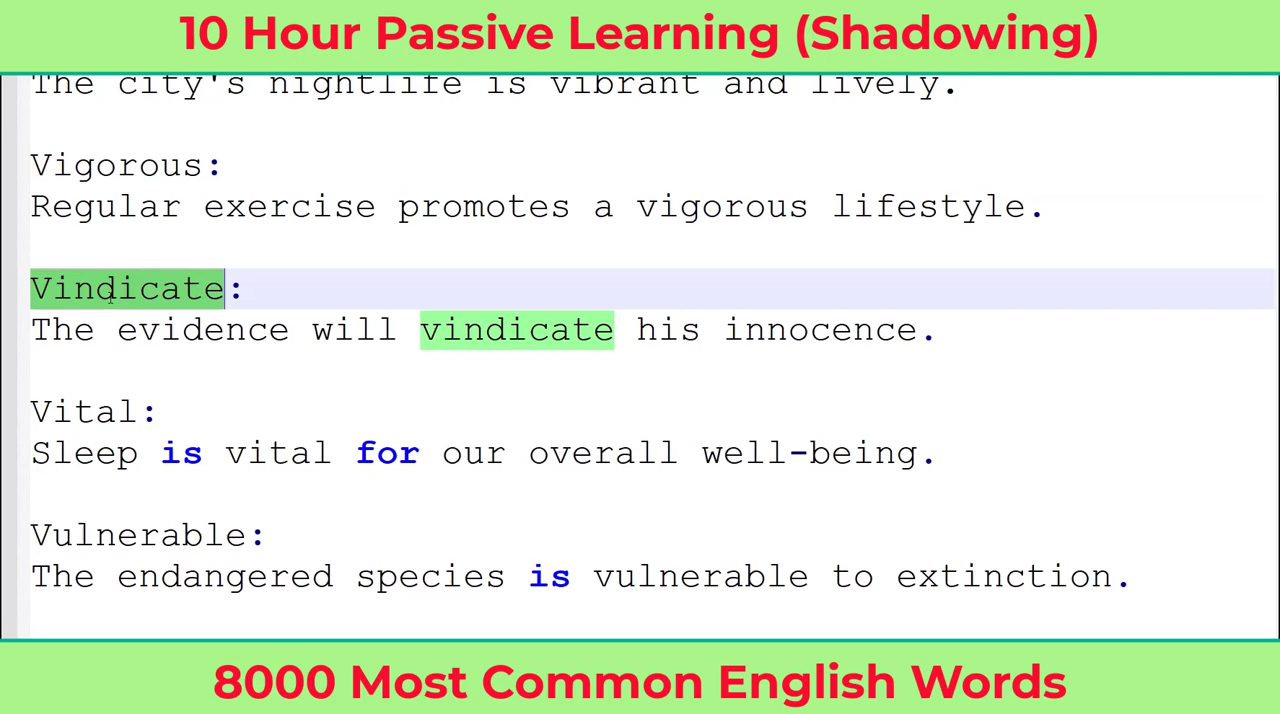 10 Hour Passive Learning (Shadowing)
The city's nightlife is vibrant and lively.
Vigorous:
Regular exercise promotes a vigorous lifestyle.
Vindicate:
The evidence will vindicate his innocence.
Vital:
Sleep is vital for our overall well-being.
Vulnerable:
The endangered species is vulnerable to extinction.
8000 Most Common English Words